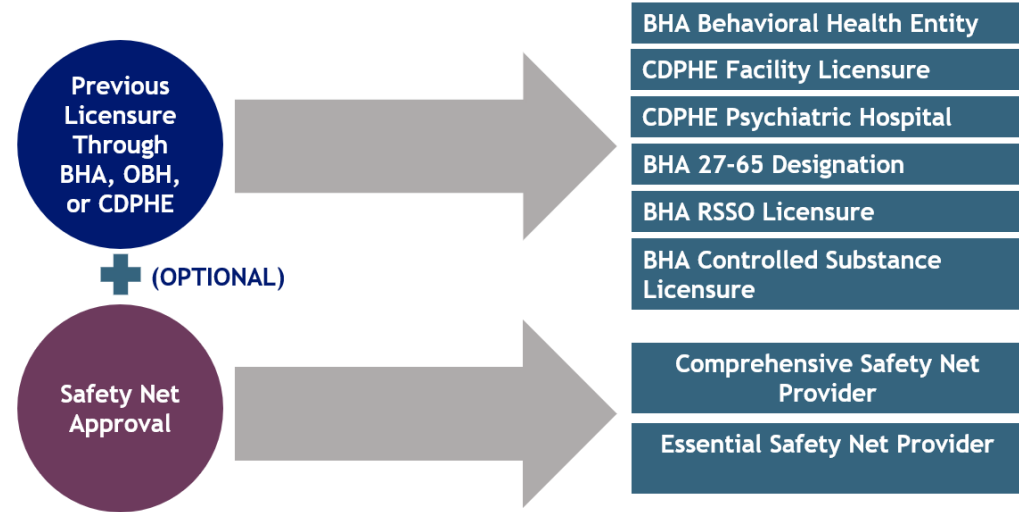 Previous
Licensure
Through
BHA, OBH,
or CDPHE
BHA Behavioral Health Entity
CDPHE Facility Licensure
CDPHE Psychiatric Hospital
BHA 27-65 Designation
BHA RSSO Licensure
BHA Controlled Substance
Licensure
(OPTIONAL)
Safety Net
Approval
Comprehensive Safety Net
Provider
Essential Safety Net Provider